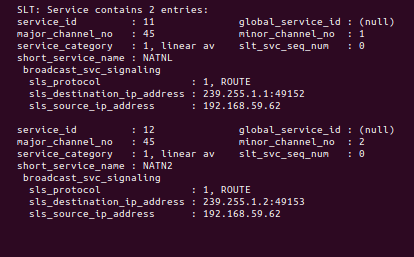 SLT: Service contains 2 entries:
service_id : 11 global_service_id : (null)
major_channel_no : 45 minor_channel_no : 1
service_category : 1, linear av slt_svc_seq_num : 0
short_service_name : NATNL
broadcast_svc_signaling
sls_protocol : 1, ROUTE
sls_destination_ip_address : 239.255.1.1:49152
sls_source_ip_address : 192.168.59.62
service_id : 12 global_service_id : (null)
major_channel_no : 45 minor_channel_no : 2
service_category : 1, linear av slt_svc_seq_num : 0
short_service_name : NATN2
broadcast_svc_signaling
sls_protocol : 1, ROUTE
sls_destination_ip_address : 239.255.1.2:49153
sls_source_ip_address : 192.168.59.62